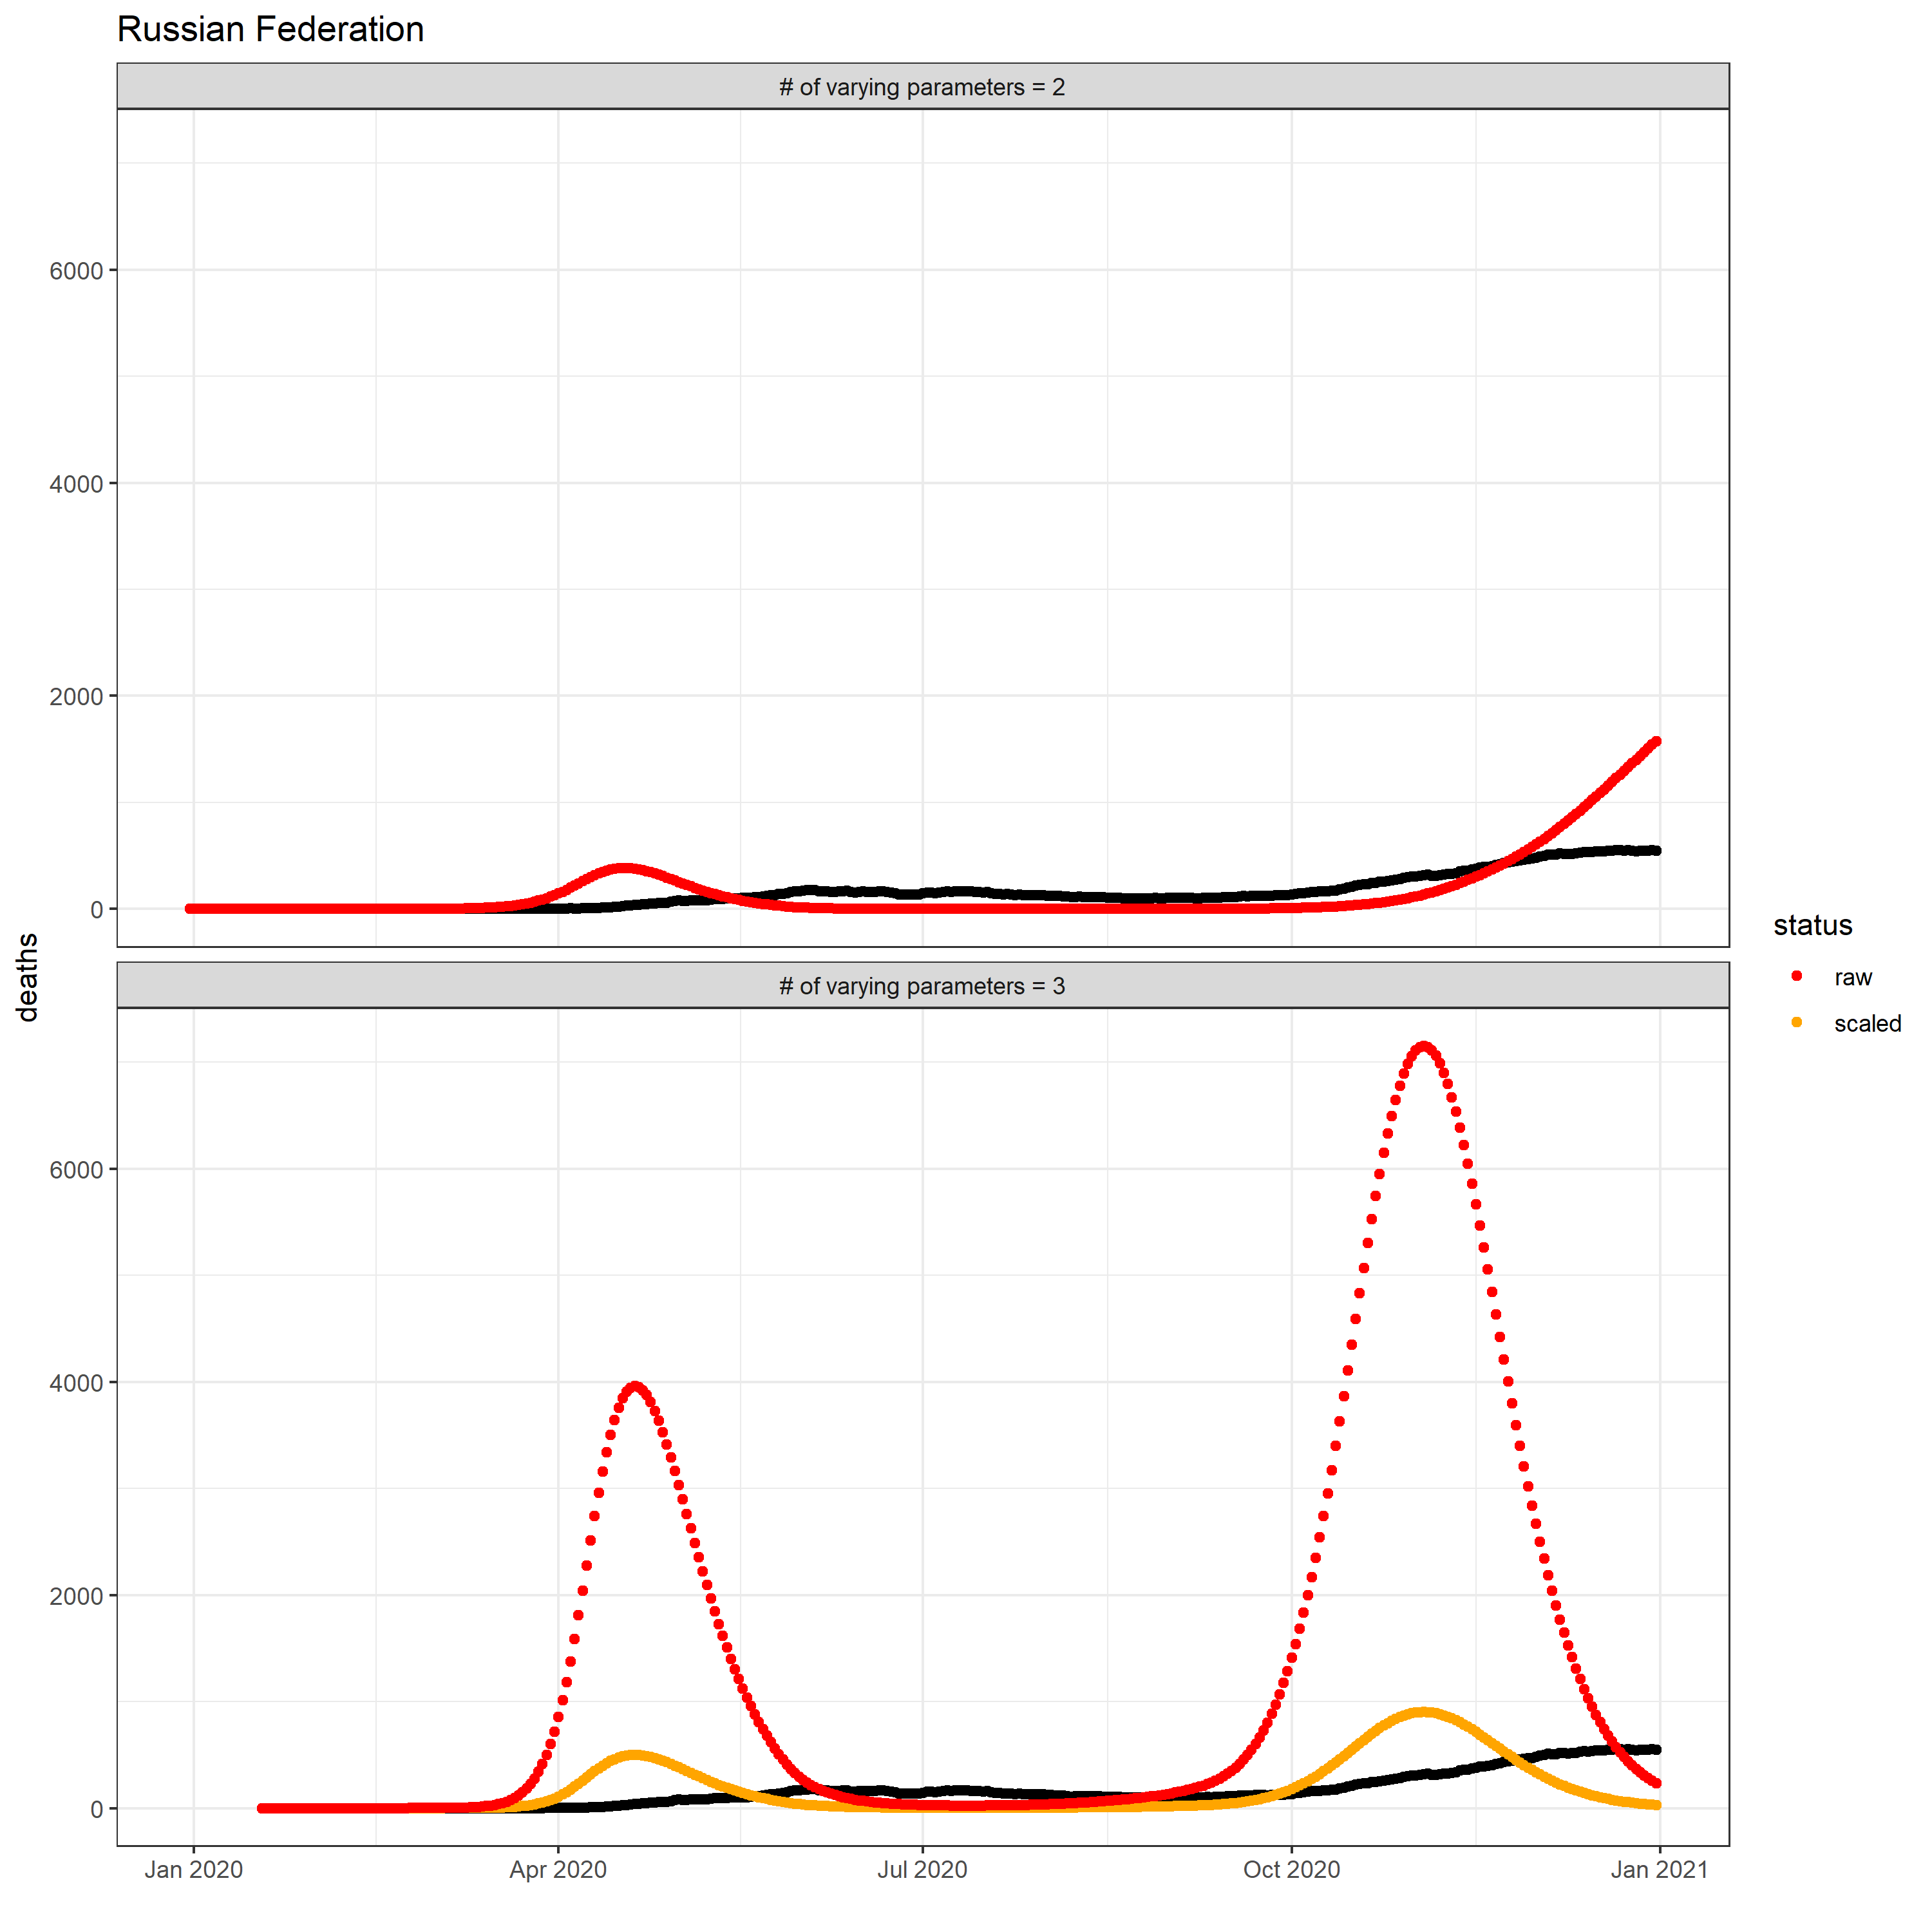 Russian Federation
# of varying parameters = 2
6000
4000
2000
0
deaths
# of varying parameters = 3
6000
4000
2000
0
Jan 2020
Apr 2020
Jul 2020
Oct 2020
Jan 2021
status
raw
scaled